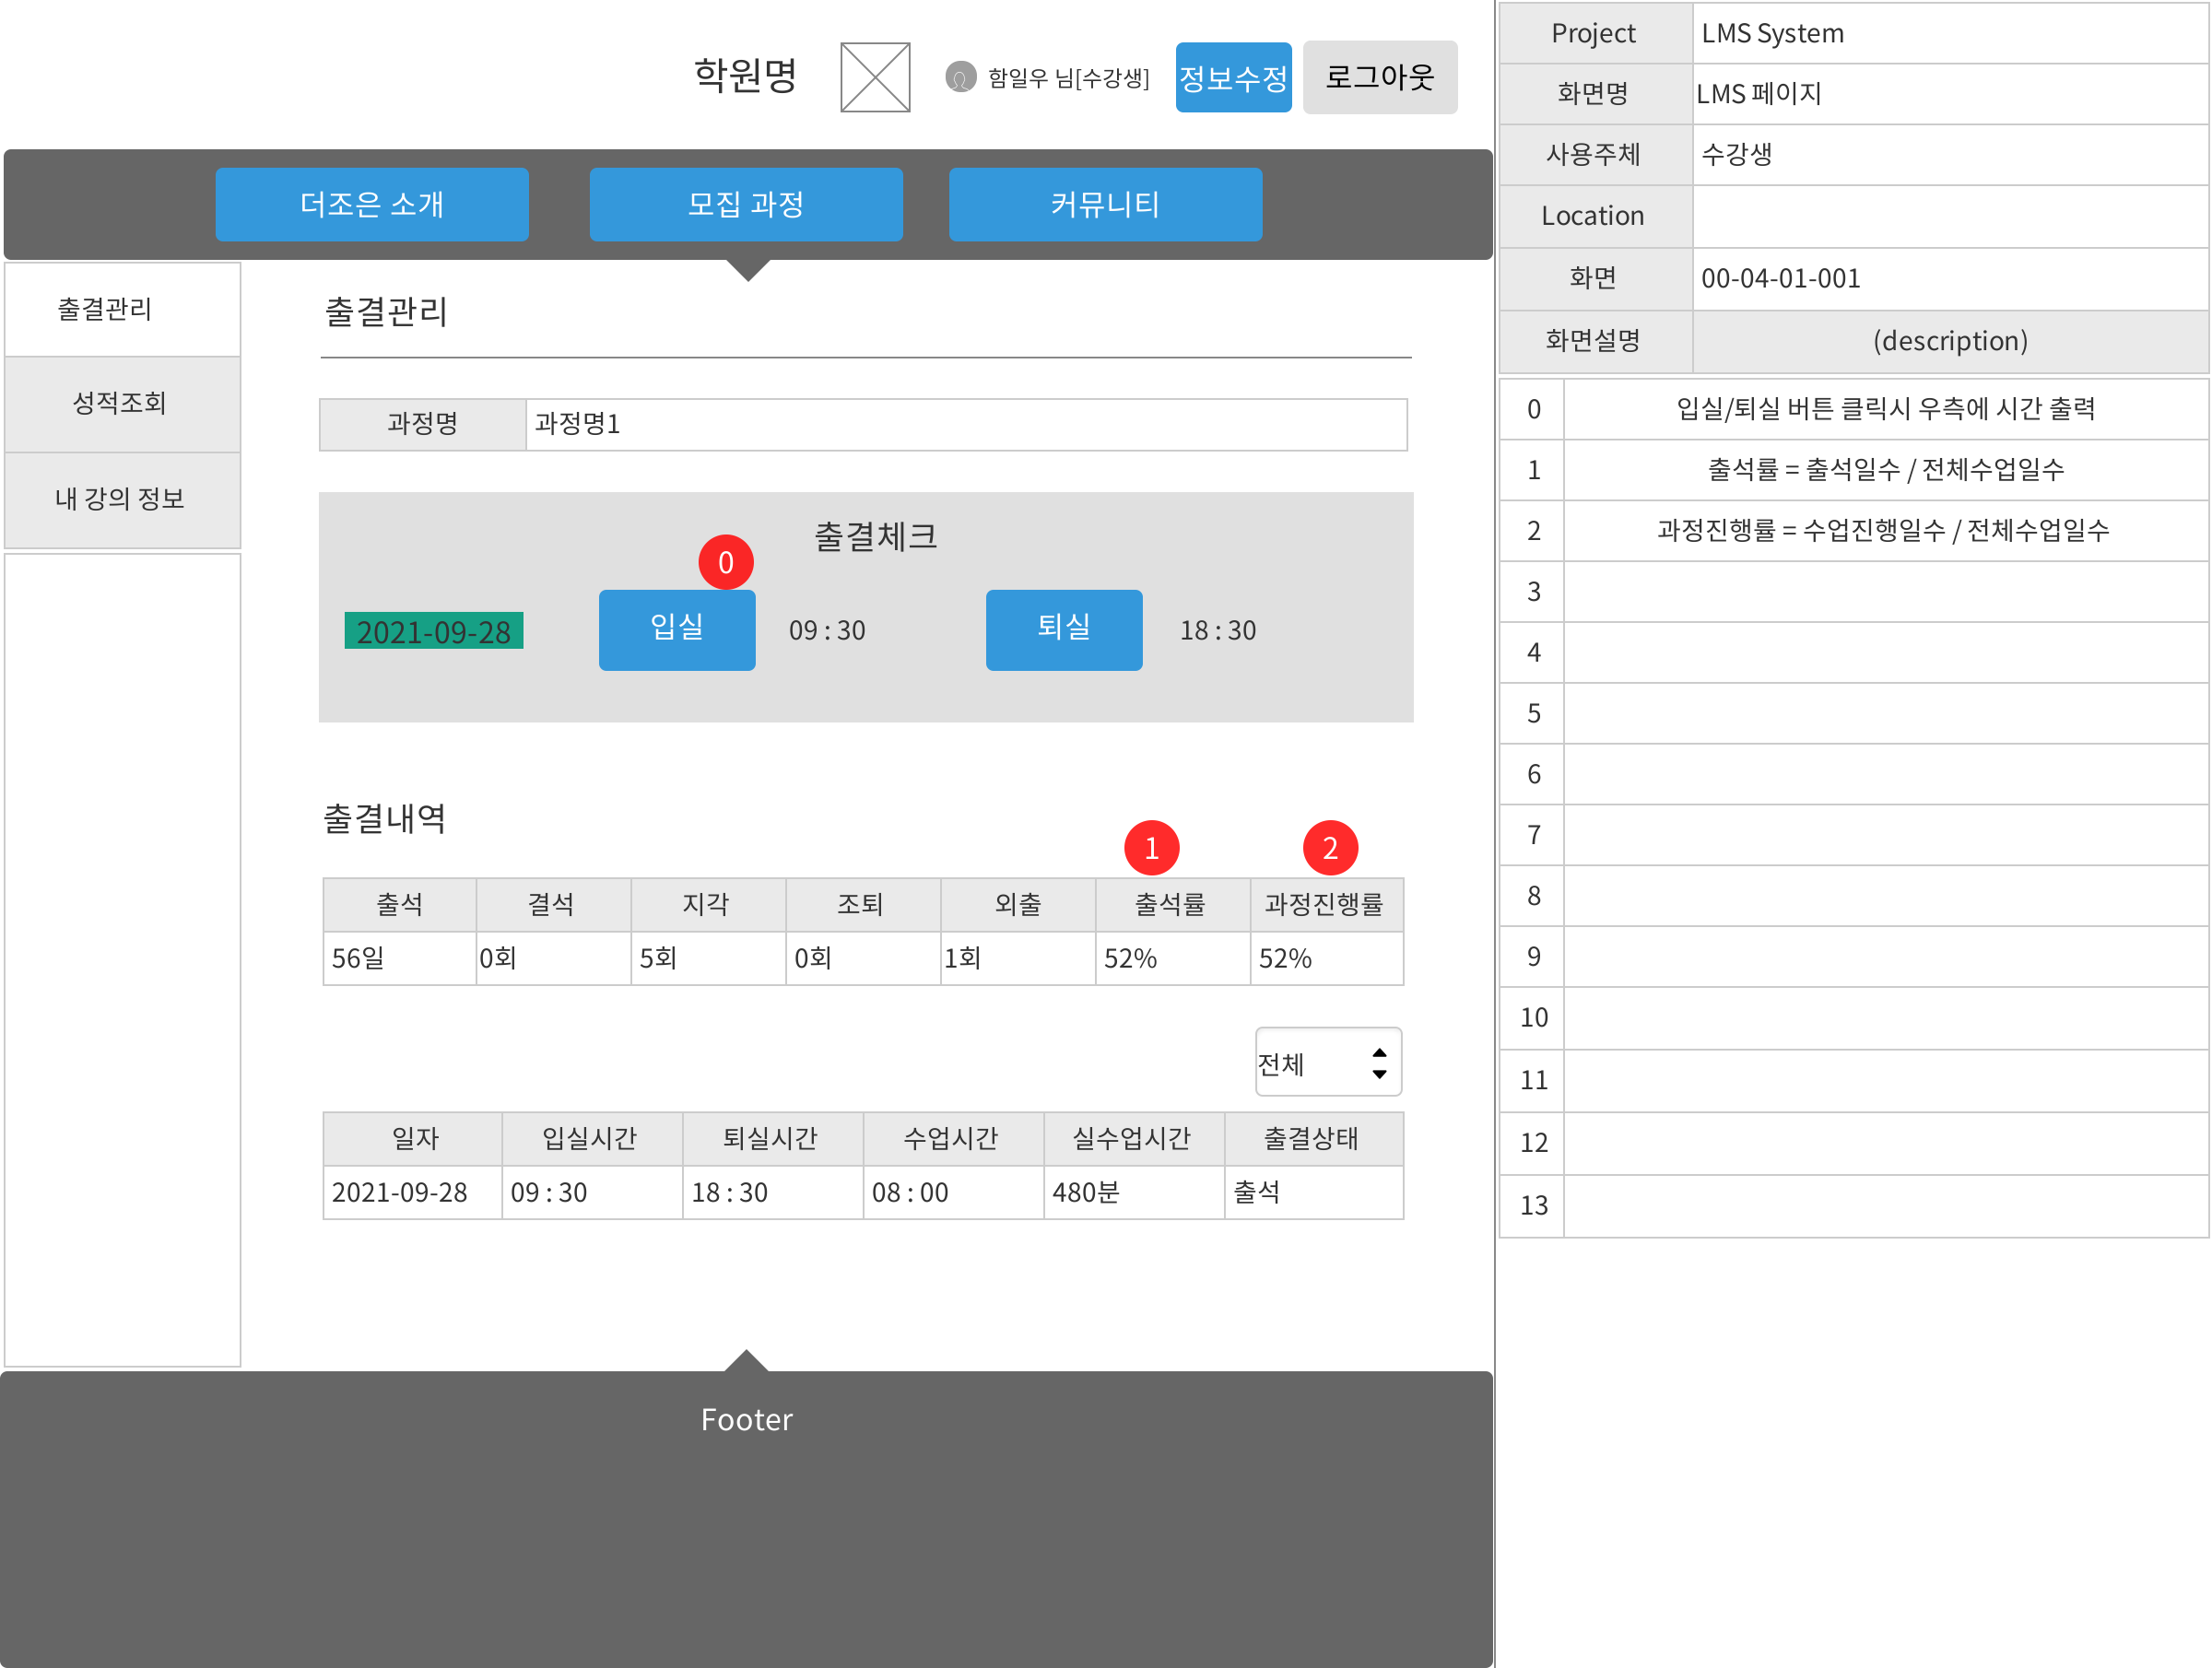 학원명
함일우 님[수강생]
정보수정
로그아웃
더조은 소개
모집 과정
커뮤니티
출결관리
성적조회
내 강의 정보
출결관리
과정명 과정명1
출결체크
0
2021-09-28 입실 09 : 30 퇴실 18 : 30
출결내역
1 2
출석 결석 지각 조퇴 외출 출석률 과정진행률
56일 0회 5회 0회 1회 52% 52%
전체
일자 입실시간 퇴실시간 수업시간 실수업시간 출결상태
2021-09-28 09 : 30 18 : 30 08 : 00 480분 출석
Footer
Project LMS System
화면명 LMS 페이지
사용주체 수강생
Location
화면 00-04-01-001
화면설명 (description)
0 입실/퇴실 버튼 클릭시 우측에 시간 출력
1 출석률 = 출석일수 / 전체수업일수
2 과정진행률 = 수업진행일수 / 전체수업일수
3
4
5
6
7
8
9
10
11
12
13